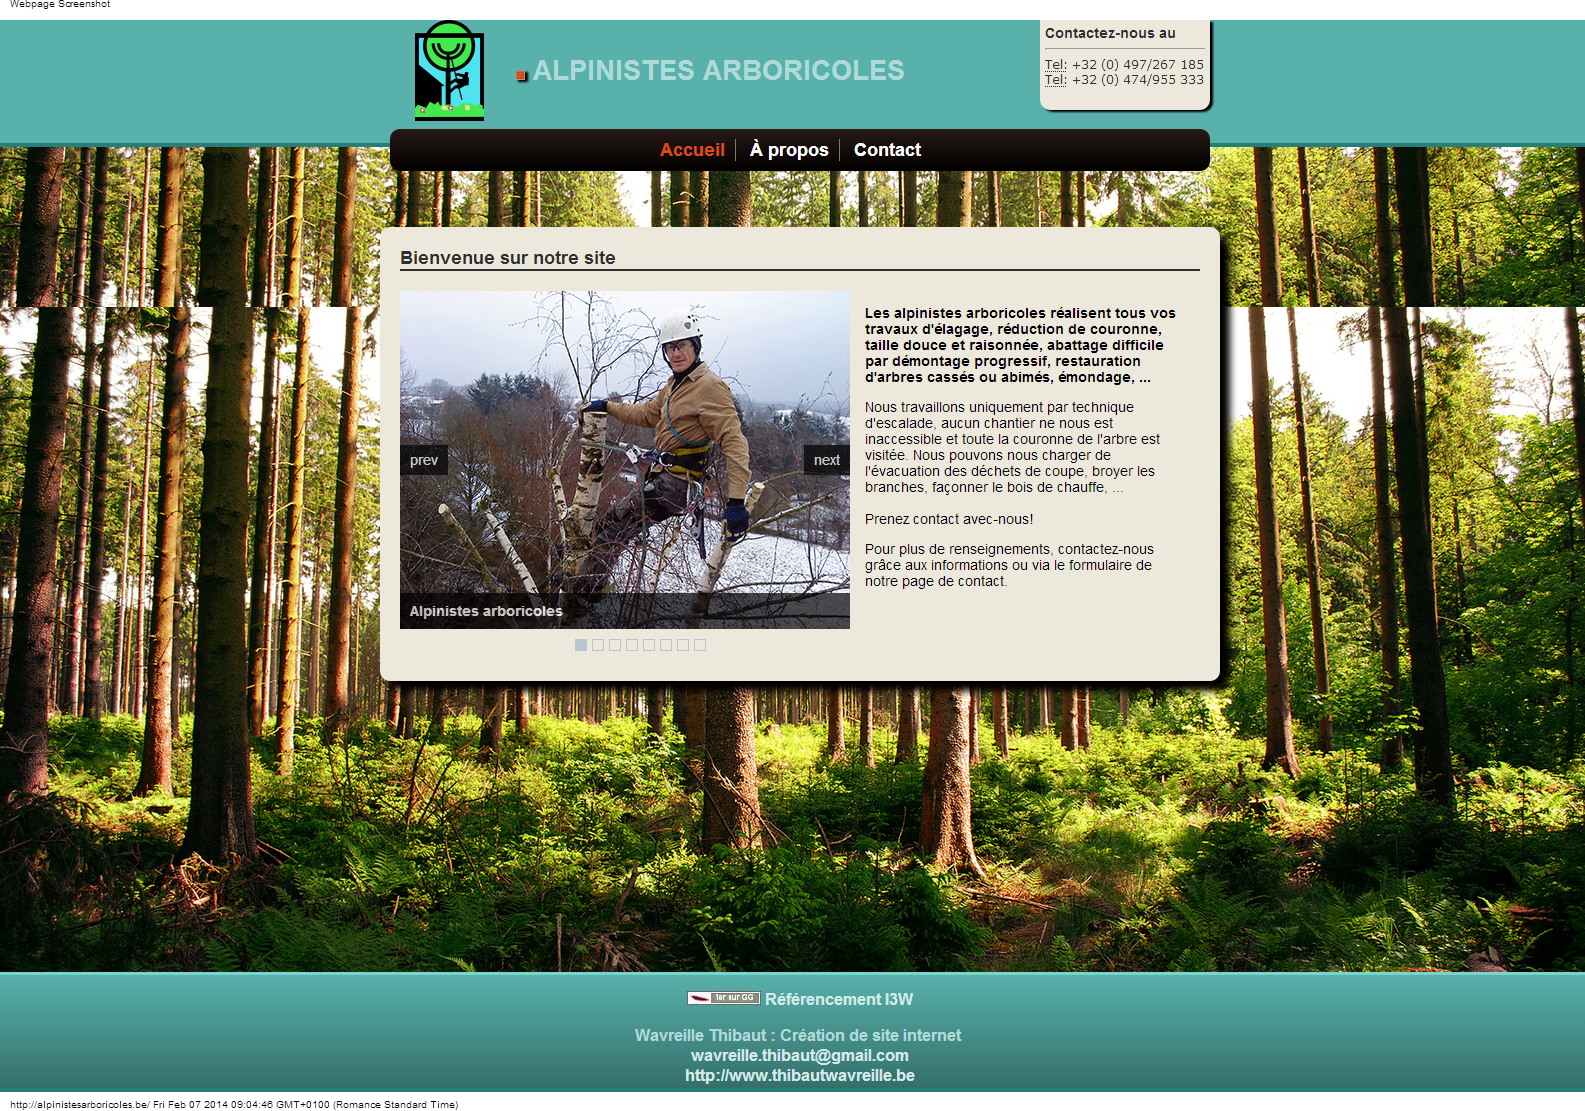 Webpage Screenshot
ALPINISTES ARBORICOLES
Contactez-nous au
Tel: +32 (0) 497/267 185
Tel: +32 (0) 474/955 333
Accueil
À propos
Contact
Bienvenue sur notre site
prev
next
Alpinistes arboricoles
Les alpinistes arboricoles réalisent tous vos
travaux d'élagage, réduction de couronne,
taille douce et raisonnée, abattage difficile
par démontage progressif, restauration
d'arbres cassés ou abimés, émondage, ...
Nous travaillons uniquement par technique
d'escalade, aucun chantier ne nous est
inaccessible et toute la couronne de l'arbre est
visitée. Nous pouvons nous charger de
l'évacuation des déchets de coupe, broyer les
branches, façonner le bois de chauffe, ...
Prenez contact avec-nous!
Pour plus de renseignements, contactez-nous
grâce aux informations ou via le formulaire de
notre page de contact.
1er sur GG Référencement I3W
Wavreille Thibaut : Création de site internet
wavreille.thibaut@gmail.com
http://www.thibautwavreille.be
http://alpinistesarboricoles.be/ Fri Feb 07 2014 09:04:46 GMT+0100 (Romance Standard Time)